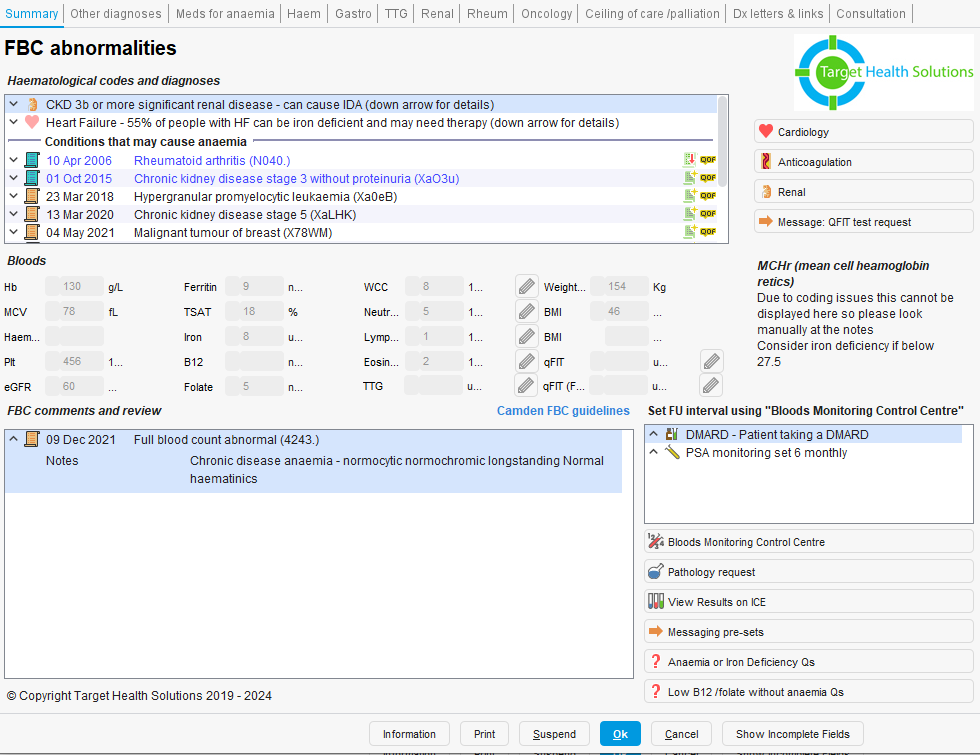 Summary Other diagnoses Meds for anaemia Haem Gastro TTG Renal Rheum Oncology Ceiling of care /palliation Dx letters & links Consultation
FBC abnormalities
Target Health Solutions
Haematological codes and diagnoses
CKD 3b or more significant renal disease - can cause IDA (down arrow for details)
Heart Failure - 55% of people with HF can be iron deficient and may need therapy (down arrow for details)
Conditions that may cause anaemia
10 Apr 2006 Rheumatoid arthritis (N040.) QOF
01 Oct 2015 Chronic kidney disease stage 3 without proteinuria (XaO3u) QOF
23 Mar 2018 Hypergranular promyelocytic leukaemia (Xa0eB) QOF
13 Mar 2020 Chronic kidney disease stage 5 (XaLHK) QOF
04 May 2021 Malignant tumour of breast (X78WM) QOF
Cardiology
Anticoagulation
Renal
Message: QFIT test request
Bloods
Hb 130 g/L Ferritin 9 n... WCC 8 1... Weight... 154 Kg
MCV 78 fL TSAT 18 % Neutr... 5 1... BMI 46 ...
Haem... Iron 8 u... Lymp... 1 1... BMI
Plt 456 1... B12 n... Eosin... 2 1... qFIT u...
eGFR 60 ... Folate 5 n... TTG u... qFIT (F... u...
MCHr (mean cell heamoglobin
retics)
Due to coding issues this cannot be
displayed here so please look
manually at the notes
Consider iron deficiency if below
27.5
FBC comments and review Camden FBC guidelines
09 Dec 2021 Full blood count abnormal (4243.)
Notes Chronic disease anaemia - normocytic normochromic longstanding Normal
haematinics
Set FU interval using "Bloods Monitoring Control Centre"
DMARD - Patient taking a DMARD
PSA monitoring set 6 monthly
Bloods Monitoring Control Centre
Pathology request
View Results on ICE
Messaging pre-sets
Anaemia or Iron Deficiency Qs
Low B12 /folate without anaemia Qs
© Copyright Target Health Solutions 2019 - 2024
Information Print Suspend Ok Cancel Show Incomplete Fields